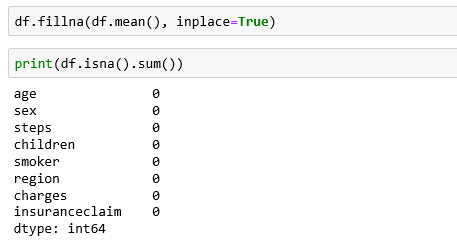 df.fillna(df.mean(), inplace=True)
print(df.isna().sum())
age 0
sex 0
steps 0
children 0
smoker 0
region 0
charges 0
insuranceclaim 0
dtype: int64